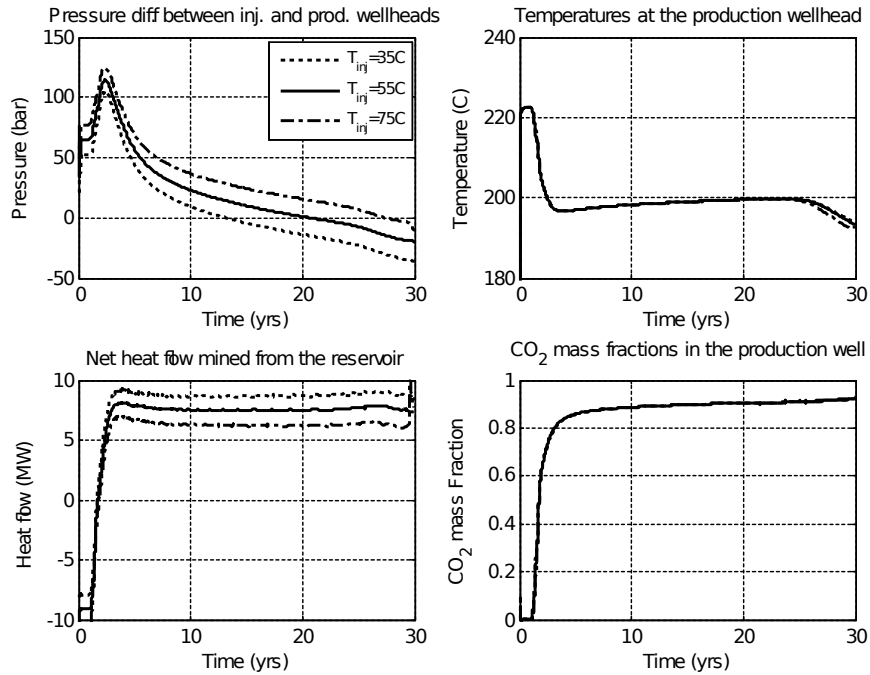 Pressure diff between inj. and prod. wellheads
150
100
50
0
-50
Pressure (bar)
T_inj=35C
T_inj=55C
T_inj=75C
0 10 20 30
Time (yrs)
Temperatures at the production wellhead
240
220
200
180
Temperature (C)
0 10 20 30
Time (yrs)
Net heat flow mined from the reservoir
10
5
0
-5
-10
Heat flow (MW)
0 10 20 30
Time (yrs)
CO₂ mass fractions in the production well
1
0.8
0.6
0.4
0.2
0
CO₂ mass Fraction
0 10 20 30
Time (yrs)